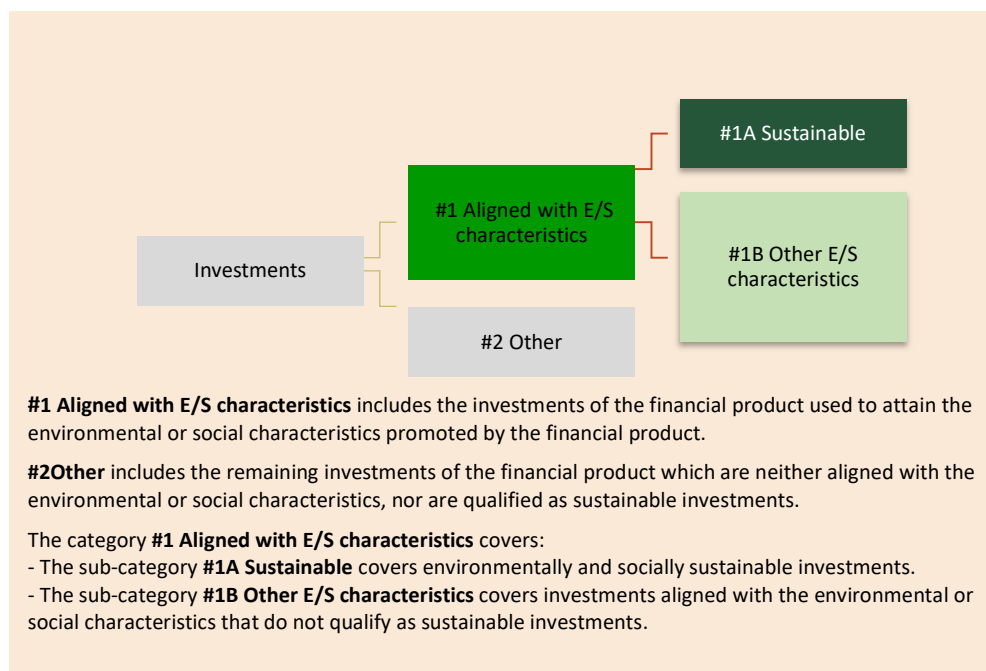 #1A Sustainable
#1 Aligned with E/S
characteristics
#1B Other E/S
characteristics
Investments
#2 Other
#1 Aligned with E/S characteristics includes the investments of the financial product used to attain the
environmental or social characteristics promoted by the financial product.
#2Other includes the remaining investments of the financial product which are neither aligned with the
environmental or social characteristics, nor are qualified as sustainable investments.
The category #1 Aligned with E/S characteristics covers:
- The sub-category #1A Sustainable covers environmentally and socially sustainable investments.
- The sub-category #1B Other E/S characteristics covers investments aligned with the environmental or
social characteristics that do not qualify as sustainable investments.